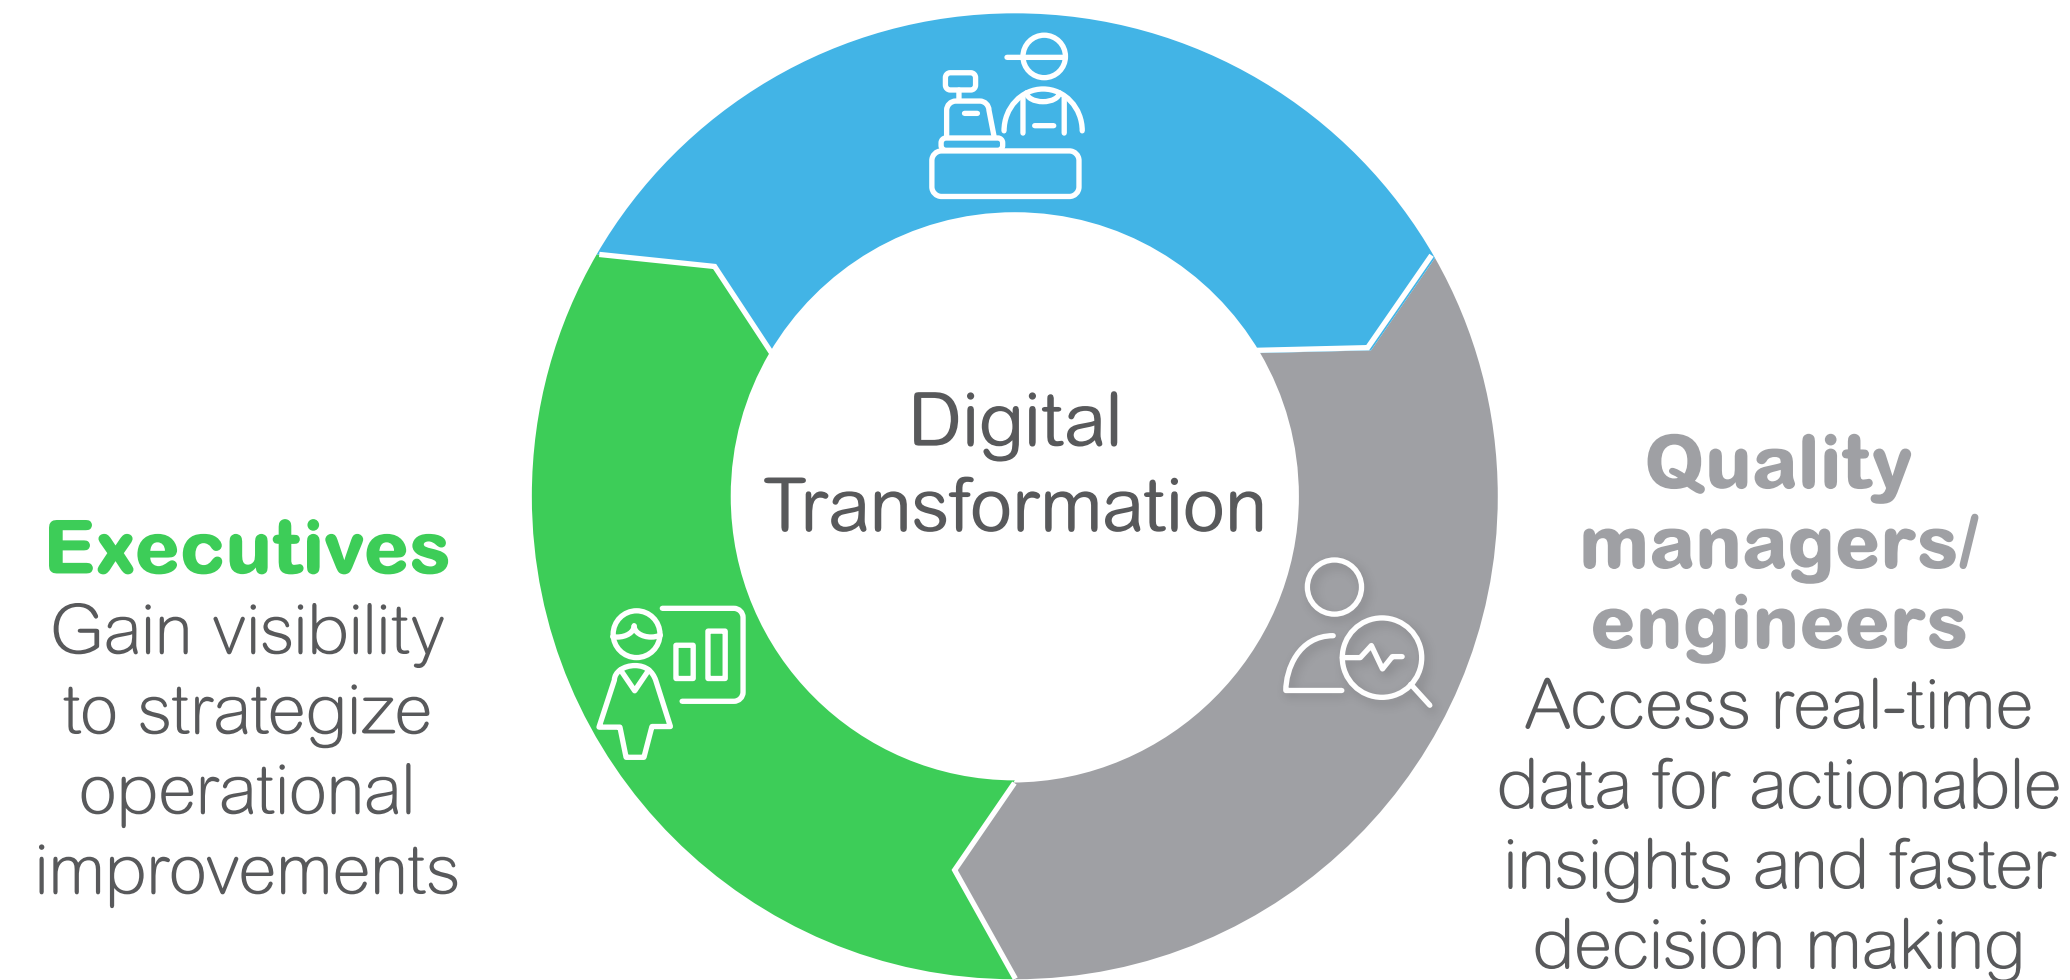 Digital
Transformation
Executives
Gain visibility
to strategize
operational
improvements
Quality
managers/
engineers
Access real-time
data for actionable
insights and faster
decision making